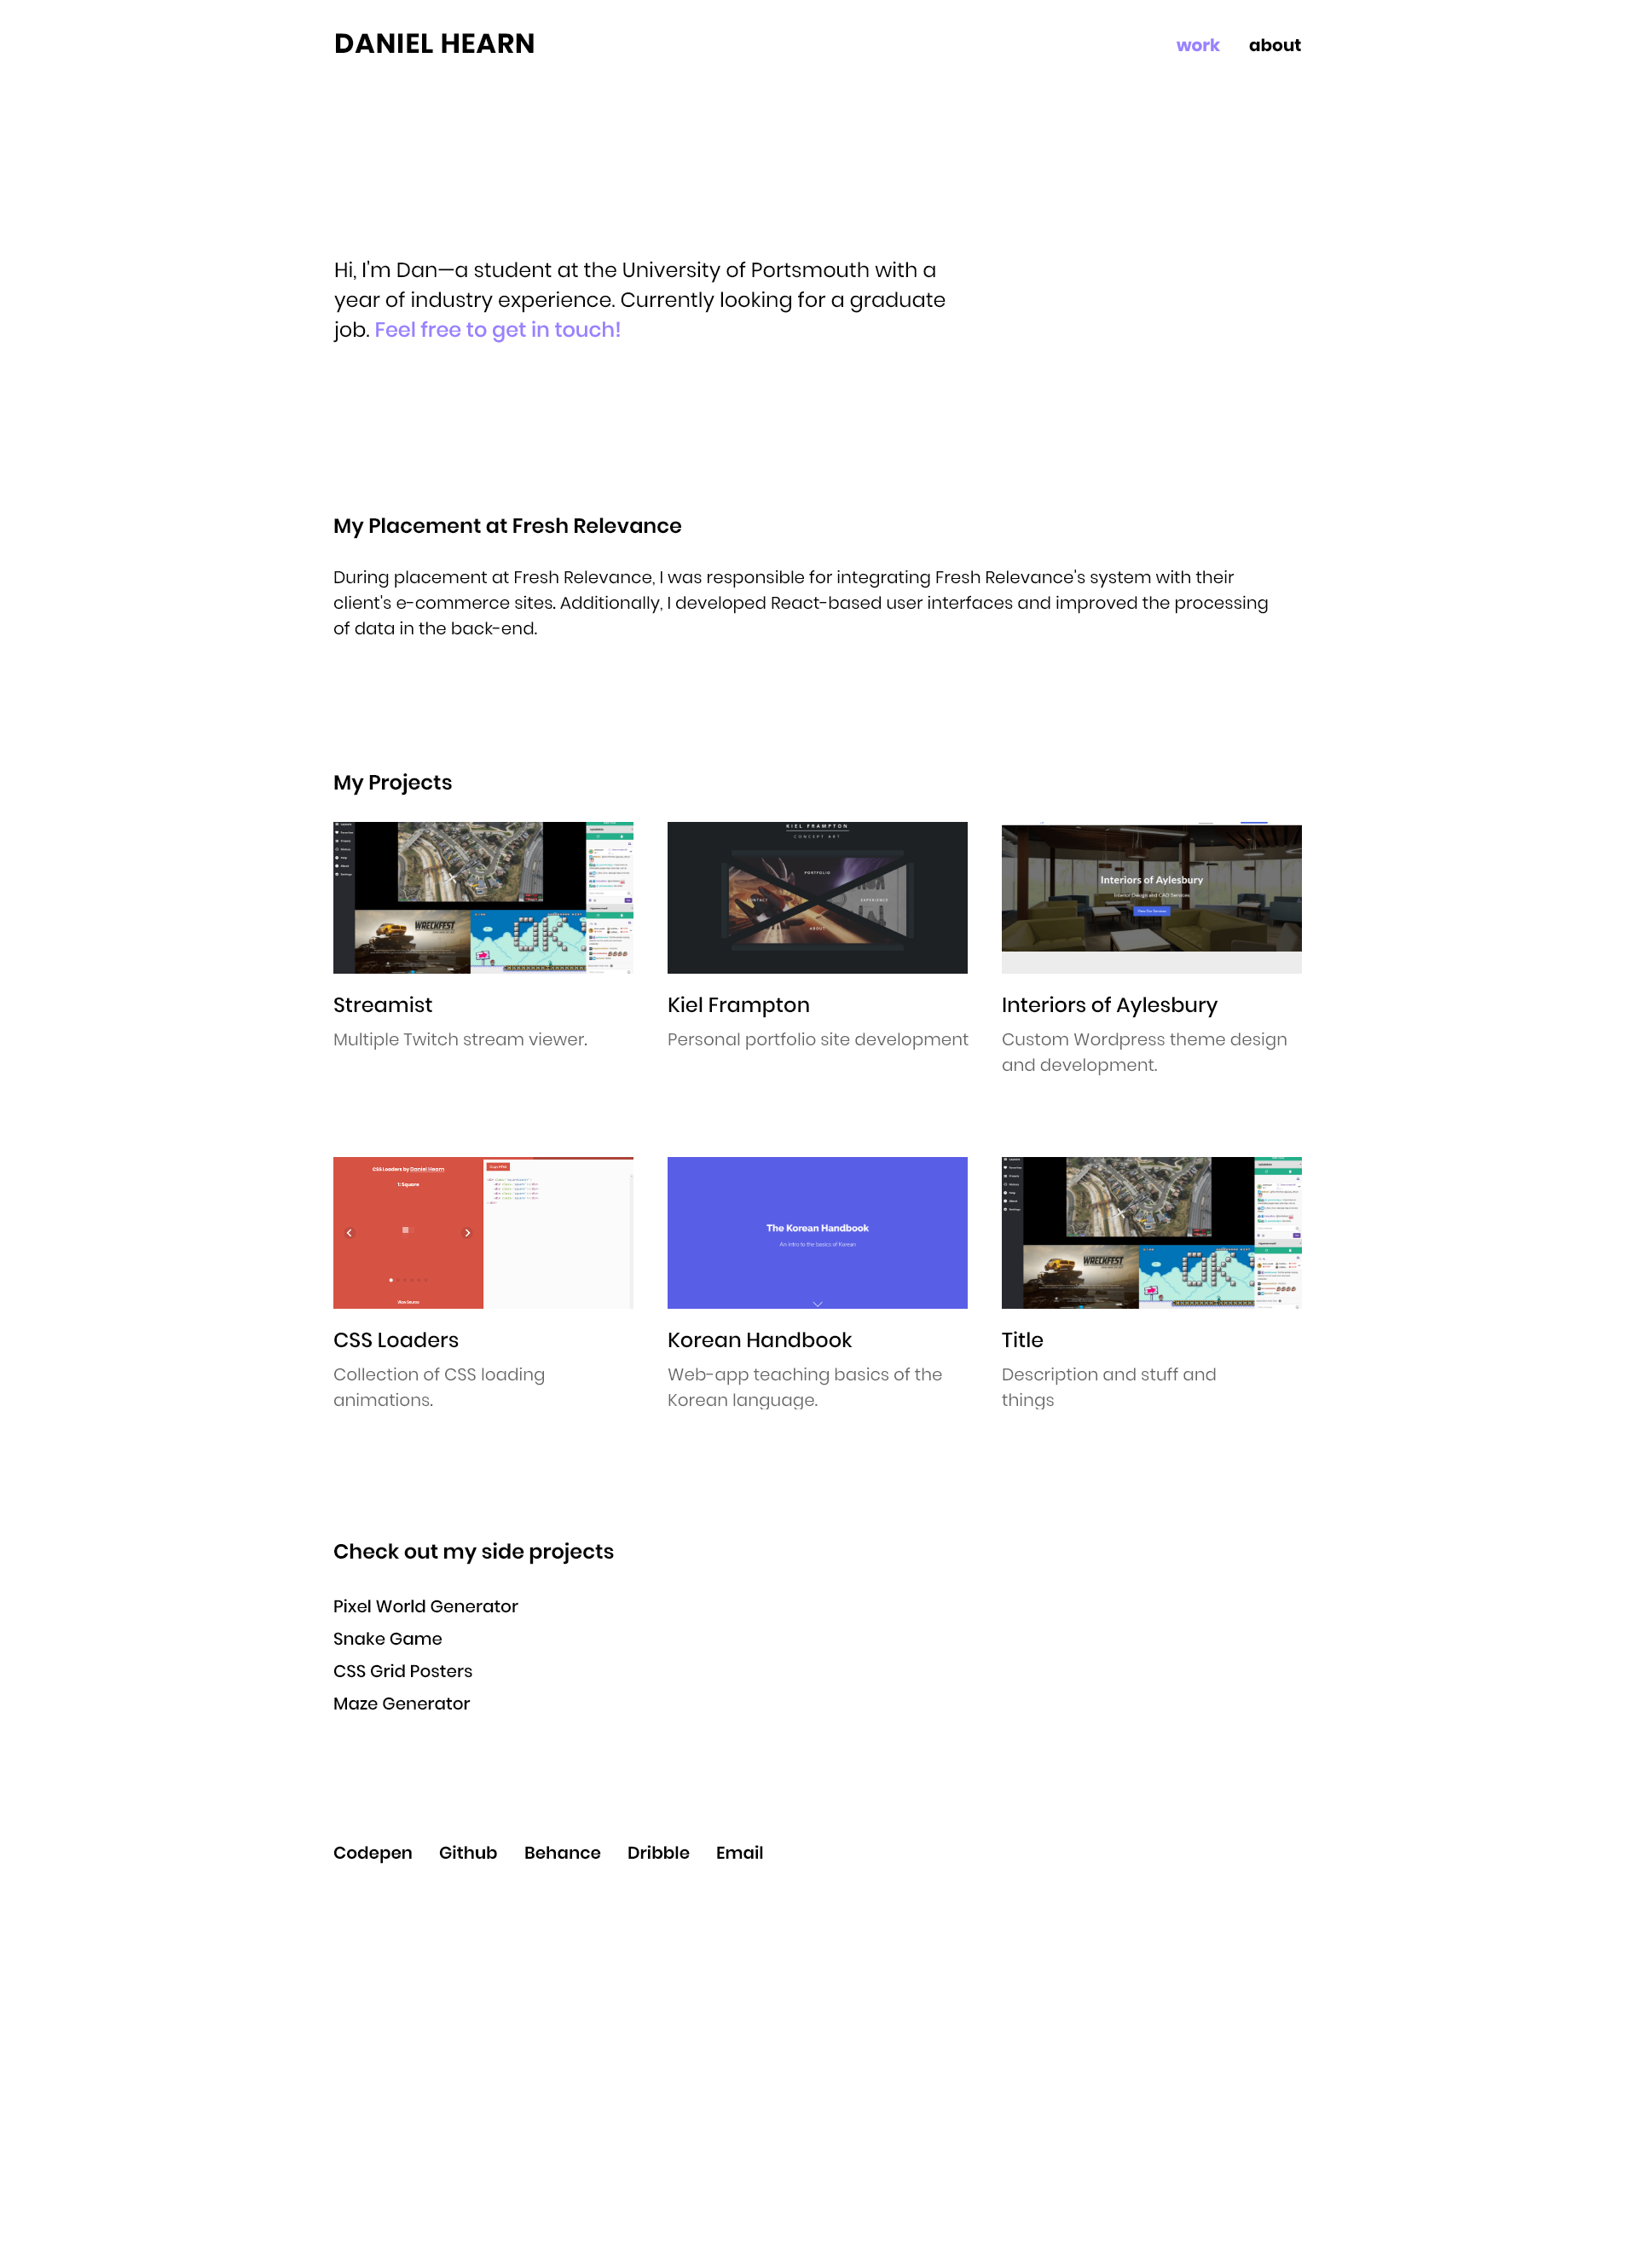 DANIEL HEARN
work about
Hi, I'm Dan—a student at the University of Portsmouth with a
year of industry experience. Currently looking for a graduate
job. Feel free to get in touch!
My Placement at Fresh Relevance
During placement at Fresh Relevance, I was responsible for integrating Fresh Relevance's system with their
client's e-commerce sites. Additionally, I developed React-based user interfaces and improved the processing
of data in the back-end.
My Projects
WRECKFEST
KIEL FRAMPTON
CONCEPT ART
PORTFOLIO
CONTACT
EXPERIENCE
ABOUT
Interiors of Aylesbury
Interior Design and CAD Services
View Our Services
Streamist
Kiel Frampton
Interiors of Aylesbury
Multiple Twitch stream viewer.
Personal portfolio site development
Custom Wordpress theme design
and development.
CSS Loaders by Daniel Hearn
1: Square
View Source
The Korean Handbook
An intro to the basics of Korean
WRECKFEST
CSS Loaders
Korean Handbook
Title
Collection of CSS loading
animations.
Web-app teaching basics of the
Korean language.
Description and stuff and
things
Check out my side projects
Pixel World Generator
Snake Game
CSS Grid Posters
Maze Generator
Codepen Github Behance Dribble Email